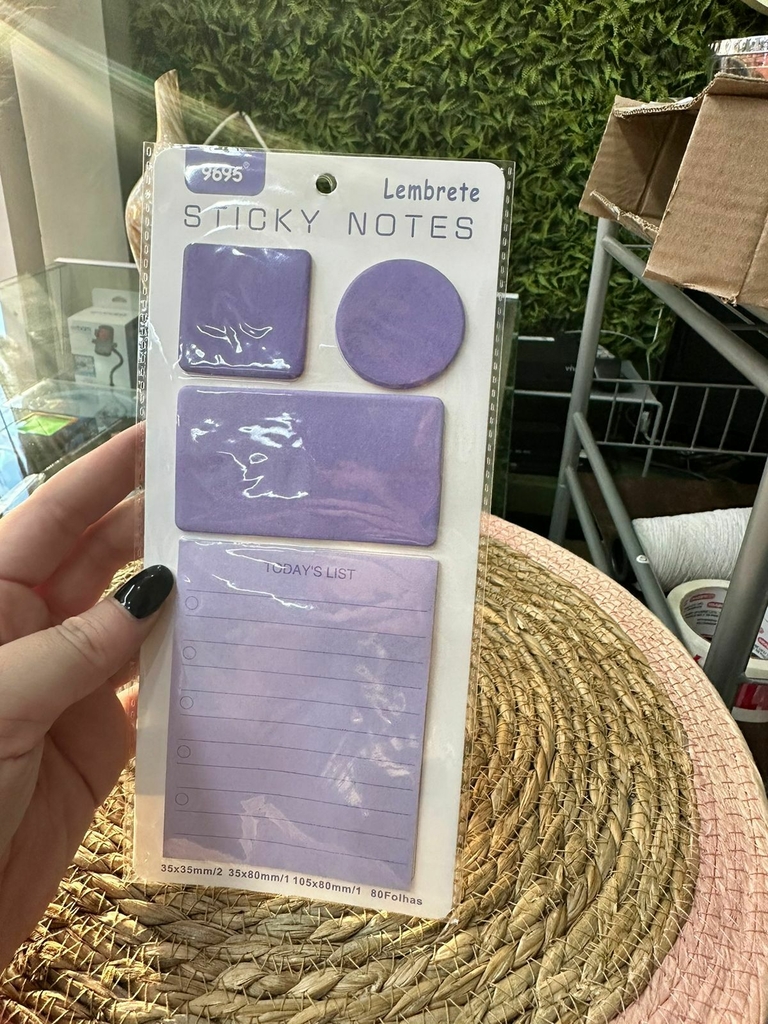 9695
Lembrete
STICKY NOTES
TODAY'S LIST
35x35mm/2 35x80mm/1 105x80mm/1 80Folhas